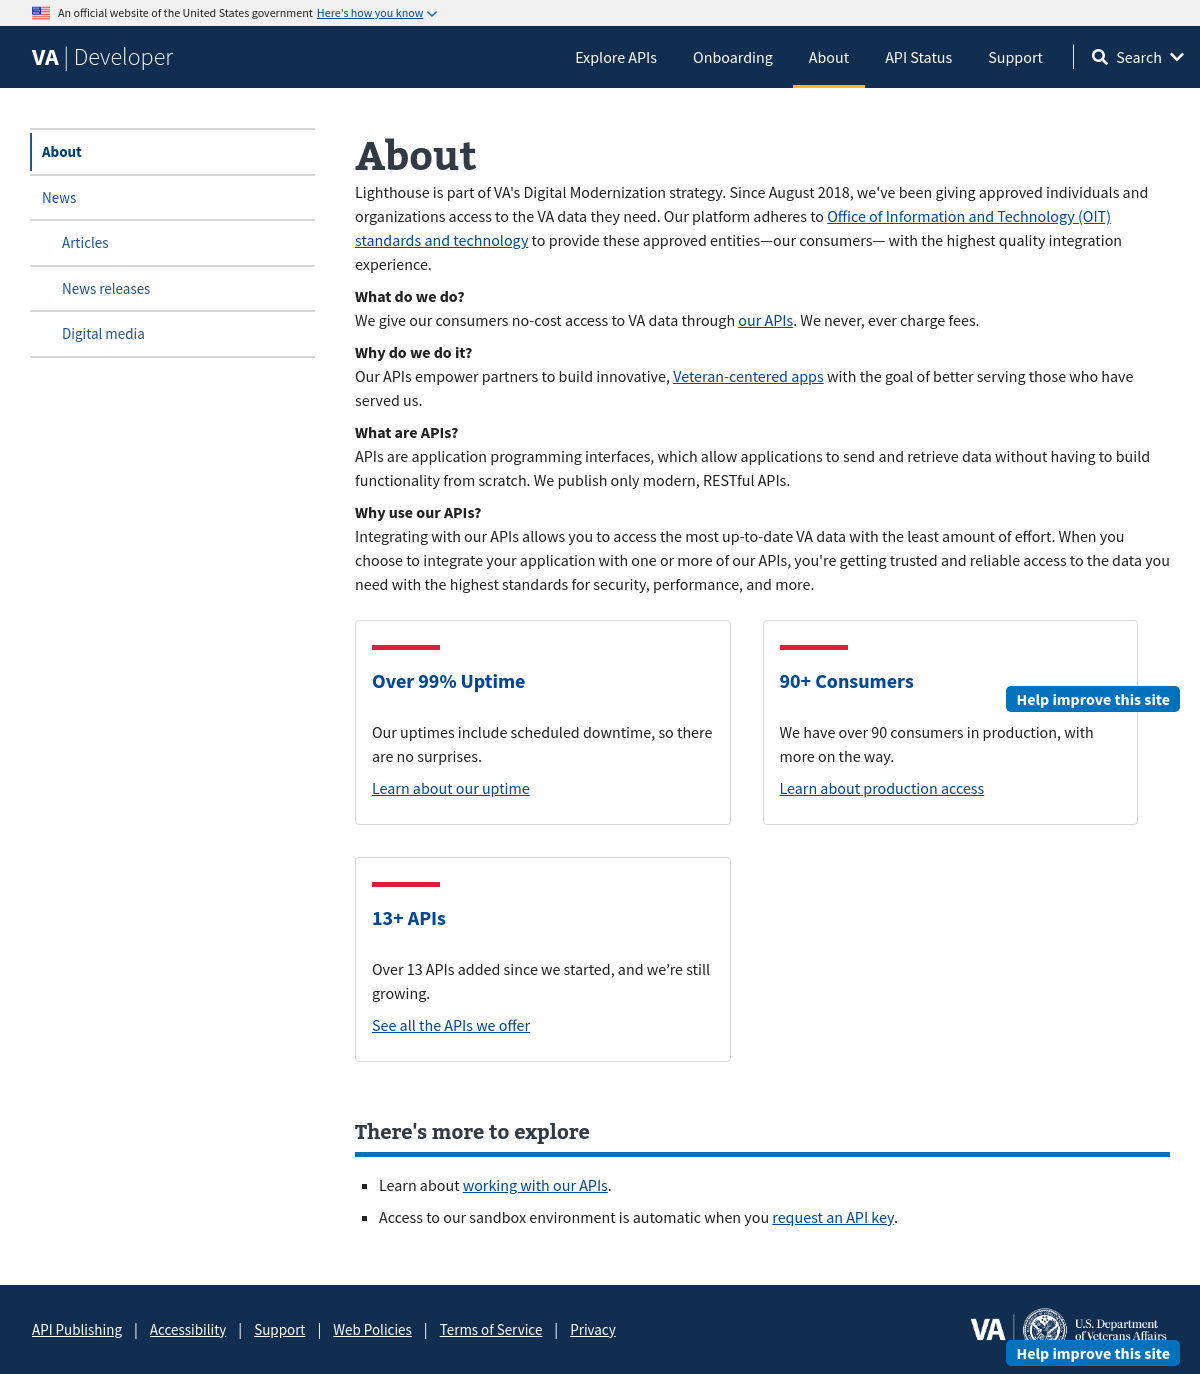 An official website of the United States government Here's how you know
VA | Developer
Explore APIs
Onboarding
About
API Status
Support
Search
About
News
Articles
News releases
Digital media
About
Lighthouse is part of VA's Digital Modernization strategy. Since August 2018, we've been giving approved individuals and
organizations access to the VA data they need. Our platform adheres to Office of Information and Technology (OIT)
standards and technology to provide these approved entities—our consumers— with the highest quality integration
experience.
What do we do?
We give our consumers no-cost access to VA data through our APIs. We never, ever charge fees.
Why do we do it?
Our APIs empower partners to build innovative, Veteran-centered apps with the goal of better serving those who have
served us.
What are APIs?
APIs are application programming interfaces, which allow applications to send and retrieve data without having to build
functionality from scratch. We publish only modern, RESTful APIs.
Why use our APIs?
Integrating with our APIs allows you to access the most up-to-date VA data with the least amount of effort. When you
choose to integrate your application with one or more of our APIs, you're getting trusted and reliable access to the data you
need with the highest standards for security, performance, and more.
Over 99% Uptime
Our uptimes include scheduled downtime, so there
are no surprises.
Learn about our uptime
90+ Consumers
Help improve this site
We have over 90 consumers in production, with
more on the way.
Learn about production access
13+ APIs
Over 13 APIs added since we started, and we’re still
growing.
See all the APIs we offer
There's more to explore
Learn about working with our APIs.
Access to our sandbox environment is automatic when you request an API key.
API Publishing | Accessibility | Support | Web Policies | Terms of Service | Privacy
VA
U.S. Department
of Veterans Affairs
Help improve this site